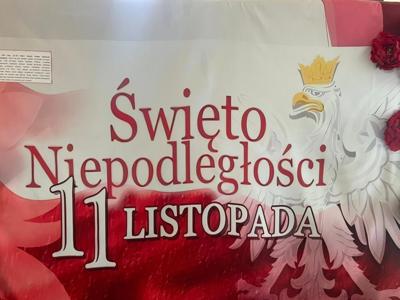 Święto
Niepodległości
11 LISTOPADA